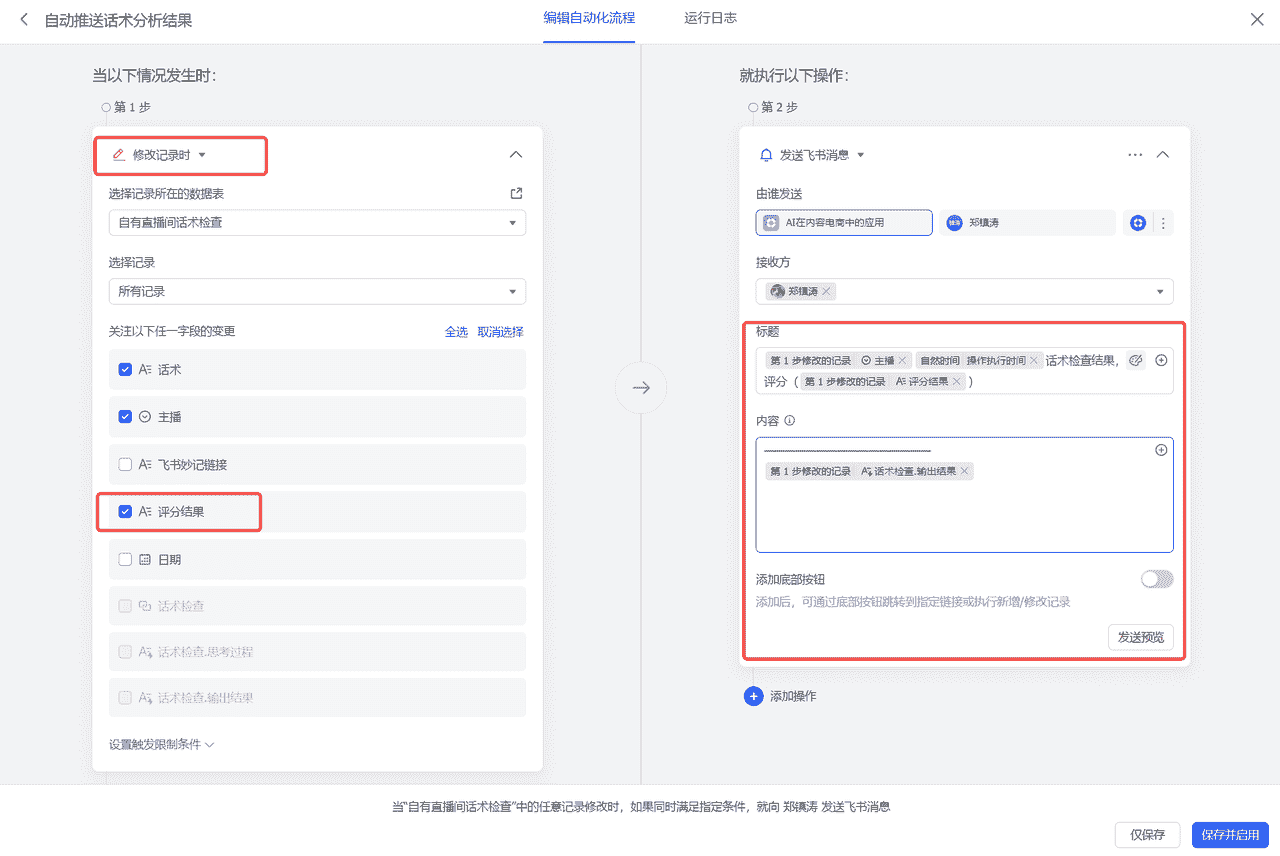 自动推送话术分析结果
编辑自动化流程
运行日志
当以下情况发生时：
第 1 步
修改记录时
选择记录所在的数据表
自有直播间话术检查
选择记录
所有记录
关注以下任一字段的变更 全选 取消选择
话术
主播
飞书妙记链接
评分结果
日期
话术检查
话术检查.思考过程
话术检查.输出结果
设置触发限制条件
就执行以下操作：
第 2 步
发送飞书消息
由谁发送
AI在内容电商中的应用 郑镇涛
接收方
郑镇涛
标题
第 1 步修改的记录 主播 自然时间 操作执行时间 话术检查结果，
评分（ 第 1 步修改的记录 评分结果 ）
内容
第 1 步修改的记录 话术检查.输出结果
添加底部按钮
添加后，可通过底部按钮跳转到指定链接或执行新增/修改记录
发送预览
添加操作
当“自有直播间话术检查”中的任意记录修改时，如果同时满足指定条件，就向 郑镇涛 发送飞书消息
仅保存 保存并启用